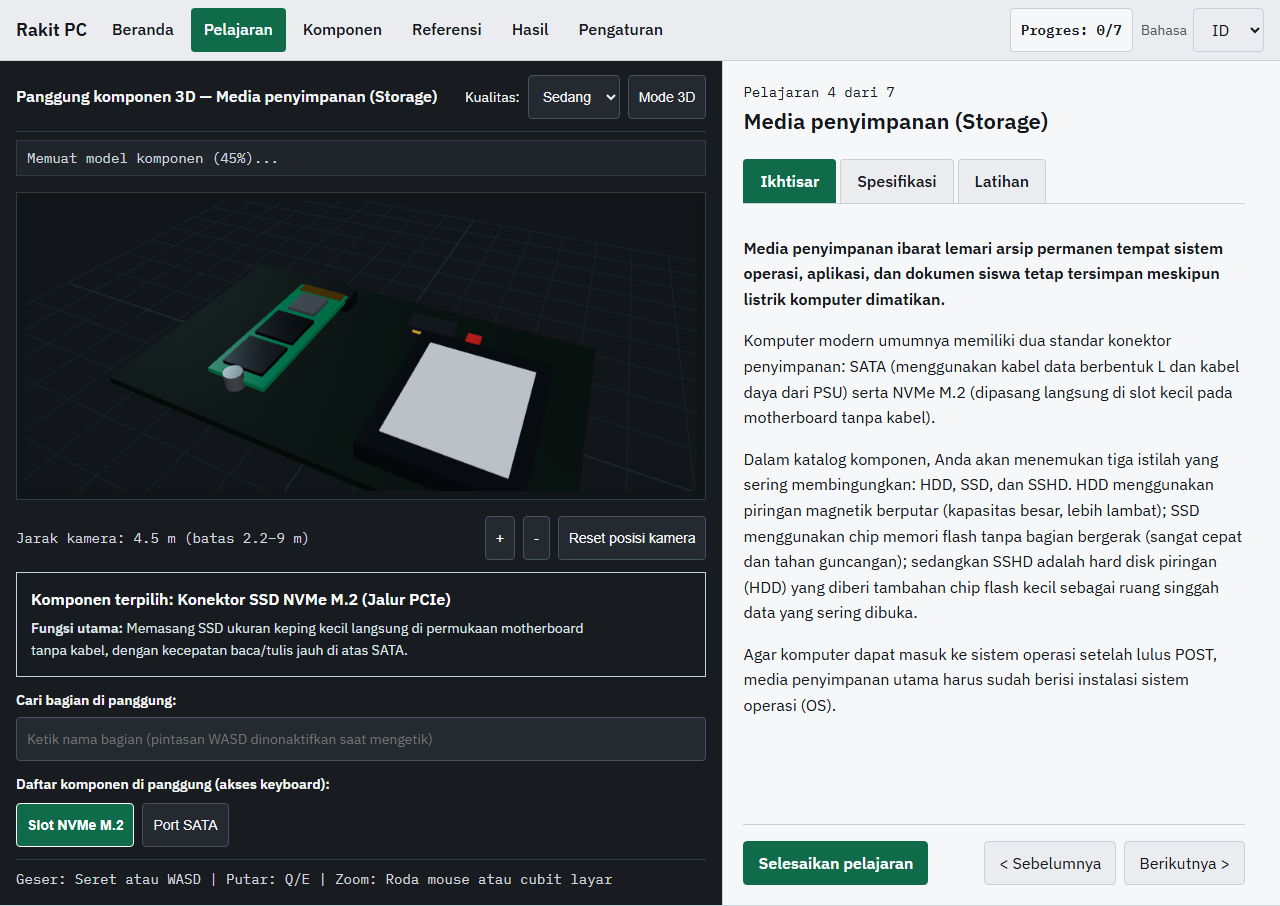 Rakit PC
Beranda
Pelajaran
Komponen
Referensi
Hasil
Pengaturan
Progres: 0/7
Bahasa
ID
Panggung komponen 3D — Media penyimpanan (Storage)
Kualitas:
Sedang
Mode 3D
Memuat model komponen (45%)...
Jarak kamera: 4.5 m (batas 2.2–9 m)
+
-
Reset posisi kamera
Komponen terpilih: Konektor SSD NVMe M.2 (Jalur PCIe)
Fungsi utama: Memasang SSD ukuran keping kecil langsung di permukaan motherboard
tanpa kabel, dengan kecepatan baca/tulis jauh di atas SATA.
Cari bagian di panggung:
Ketik nama bagian (pintasan WASD dinonaktifkan saat mengetik)
Daftar komponen di panggung (akses keyboard):
Slot NVMe M.2
Port SATA
Geser: Seret atau WASD | Putar: Q/E | Zoom: Roda mouse atau cubit layar
Pelajaran 4 dari 7
Media penyimpanan (Storage)
Ikhtisar
Spesifikasi
Latihan
Media penyimpanan ibarat lemari arsip permanen tempat sistem
operasi, aplikasi, dan dokumen siswa tetap tersimpan meskipun
listrik komputer dimatikan.
Komputer modern umumnya memiliki dua standar konektor
penyimpanan: SATA (menggunakan kabel data berbentuk L dan kabel
daya dari PSU) serta NVMe M.2 (dipasang langsung di slot kecil pada
motherboard tanpa kabel).
Dalam katalog komponen, Anda akan menemukan tiga istilah yang
sering membingungkan: HDD, SSD, dan SSHD. HDD menggunakan
piringan magnetik berputar (kapasitas besar, lebih lambat); SSD
menggunakan chip memori flash tanpa bagian bergerak (sangat cepat
dan tahan guncangan); sedangkan SSHD adalah hard disk piringan
(HDD) yang diberi tambahan chip flash kecil sebagai ruang singgah
data yang sering dibuka.
Agar komputer dapat masuk ke sistem operasi setelah lulus POST,
media penyimpanan utama harus sudah berisi instalasi sistem
operasi (OS).
Selesaikan pelajaran
< Sebelumnya
Berikutnya >